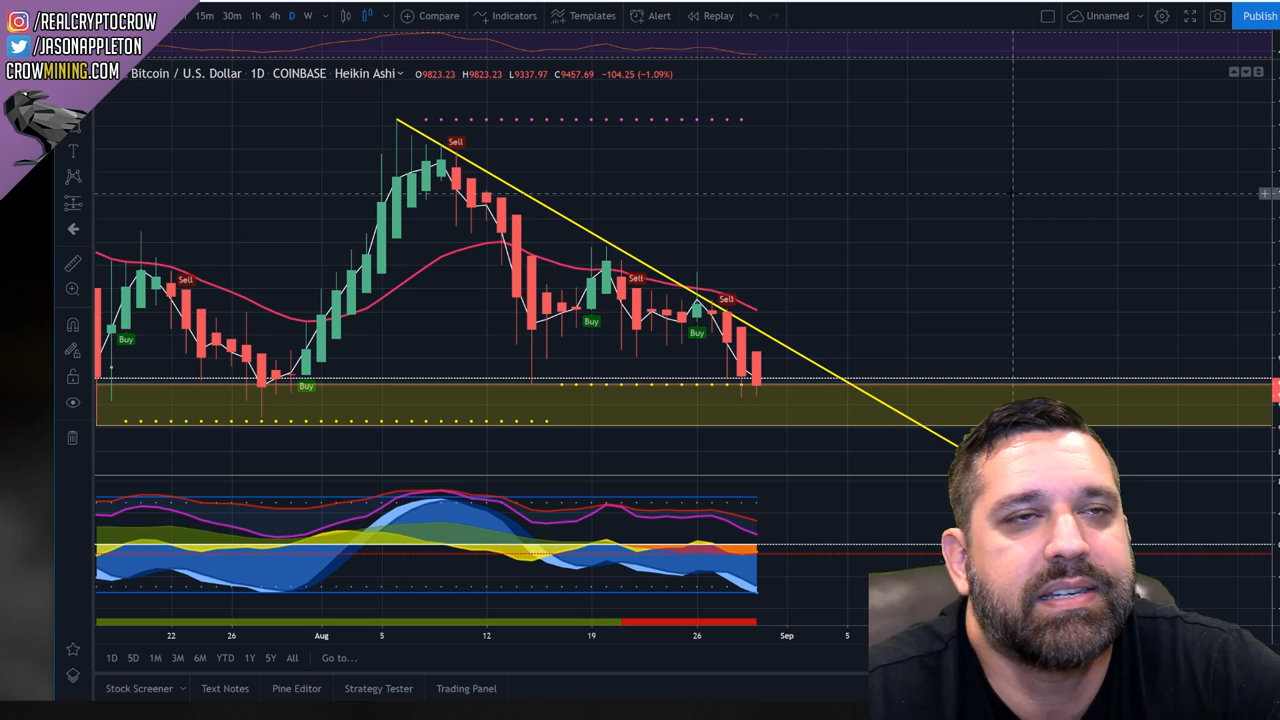 /REALCRYPTOCROW
/JASONAPPLETON
CROWMINING.COM
15m 30m 1h 4h D W Compare Indicators Templates Alert Replay Unnamed Publish
Bitcoin / U.S. Dollar · 1D · COINBASE · Heikin Ashi O9823.23 H9823.23 L9337.97 C9457.69 −104.25 (−1.09%)
Sell
Sell
Sell
Sell
Buy
Buy
Buy
Buy
22 26 Aug 5 12 19 26 Sep 5
1D 5D 1M 3M 6M YTD 1Y 5Y All Go to...
Stock Screener Text Notes Pine Editor Strategy Tester Trading Panel